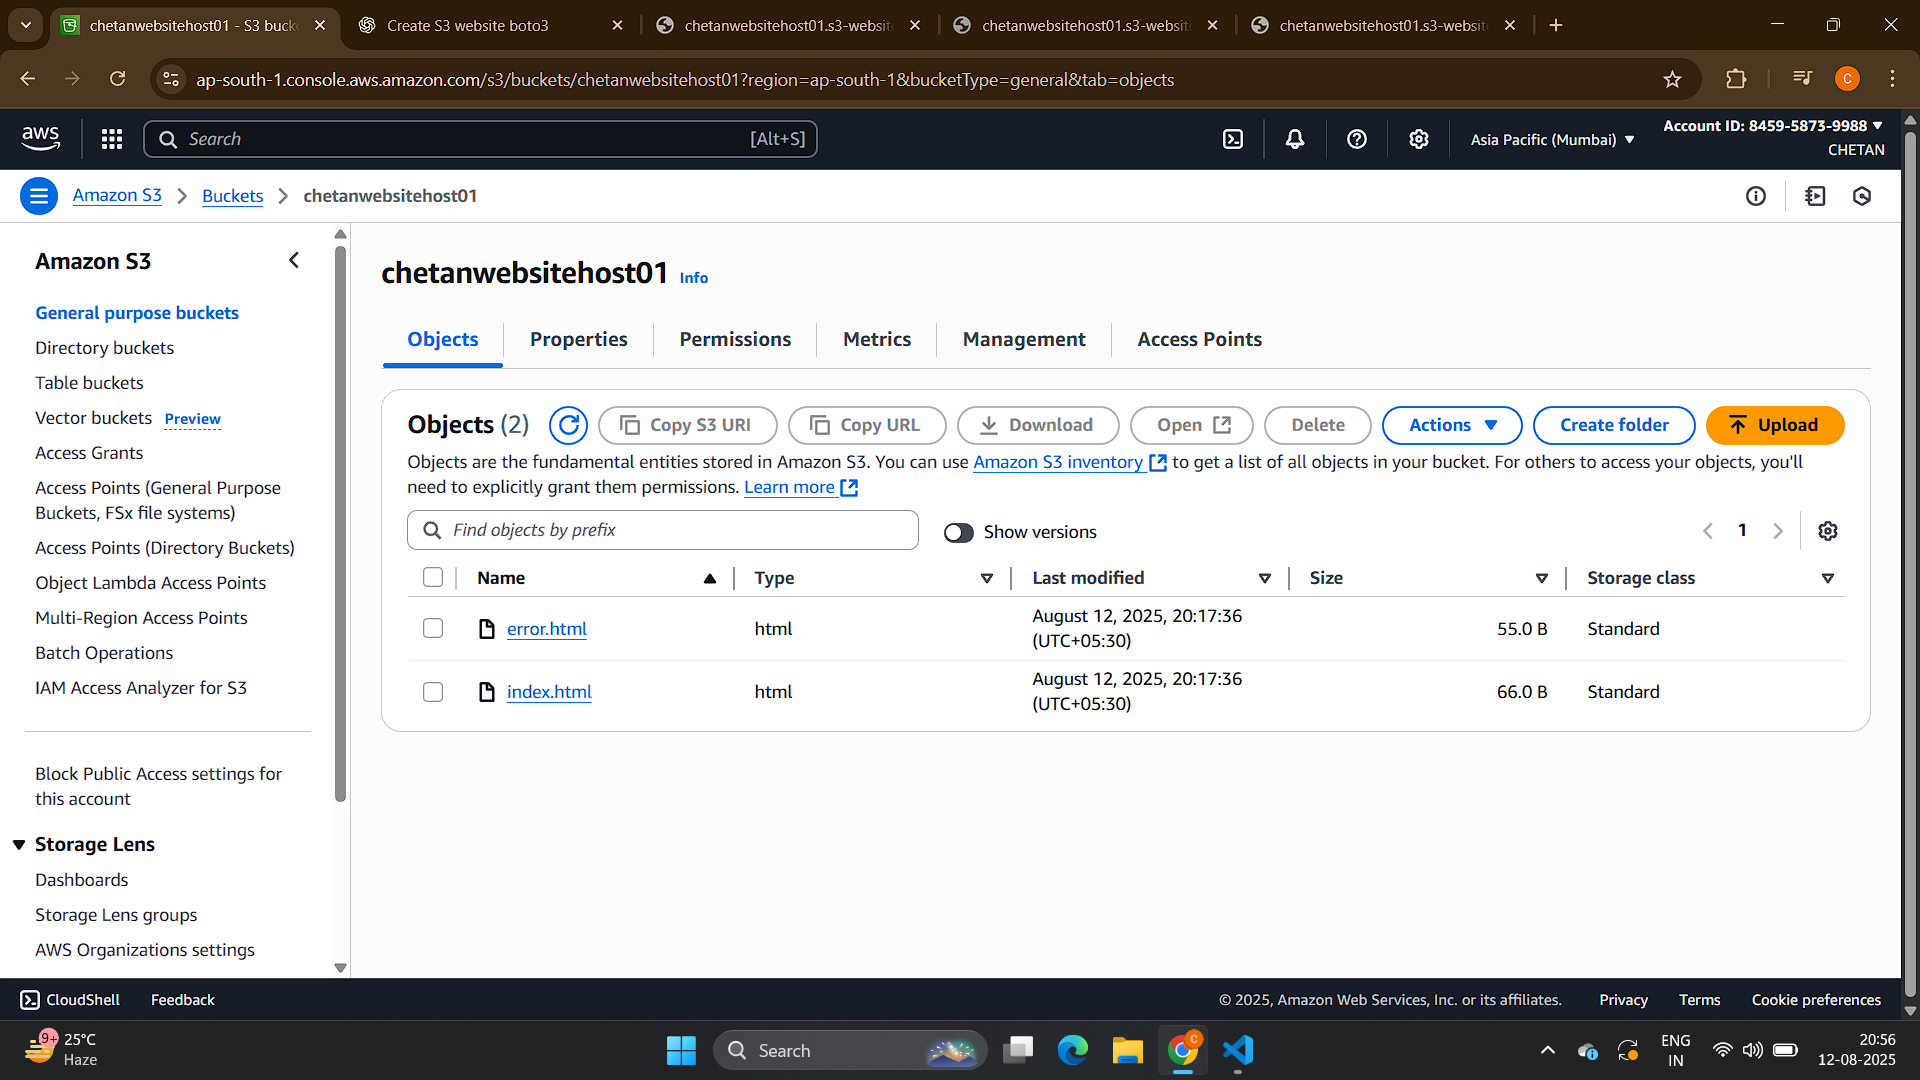 chetanwebsitehost01 - S3 buck
Create S3 website boto3
chetanwebsitehost01.s3-websit
chetanwebsitehost01.s3-websit
chetanwebsitehost01.s3-websit
ap-south-1.console.aws.amazon.com/s3/buckets/chetanwebsitehost01?region=ap-south-1&bucketType=general&tab=objects
C
aws
Search
[Alt+S]
Asia Pacific (Mumbai)
Account ID: 8459-5873-9988
CHETAN
Amazon S3
Buckets
chetanwebsitehost01
Amazon S3
General purpose buckets
Directory buckets
Table buckets
Vector buckets Preview
Access Grants
Access Points (General Purpose
Buckets, FSx file systems)
Access Points (Directory Buckets)
Object Lambda Access Points
Multi-Region Access Points
Batch Operations
IAM Access Analyzer for S3
Block Public Access settings for
this account
Storage Lens
Dashboards
Storage Lens groups
AWS Organizations settings
chetanwebsitehost01 Info
Objects
Properties
Permissions
Metrics
Management
Access Points
Objects (2)
Copy S3 URI
Copy URL
Download
Open
Delete
Actions
Create folder
Upload
Objects are the fundamental entities stored in Amazon S3. You can use Amazon S3 inventory to get a list of all objects in your bucket. For others to access your objects, you'll
need to explicitly grant them permissions. Learn more
Find objects by prefix
Show versions
1
Name
Type
Last modified
Size
Storage class
error.html
html
August 12, 2025, 20:17:36
(UTC+05:30)
55.0 B
Standard
index.html
html
August 12, 2025, 20:17:36
(UTC+05:30)
66.0 B
Standard
CloudShell
Feedback
© 2025, Amazon Web Services, Inc. or its affiliates.
Privacy
Terms
Cookie preferences
9+
25°C
Haze
Search
C
ENG
IN
20:56
12-08-2025